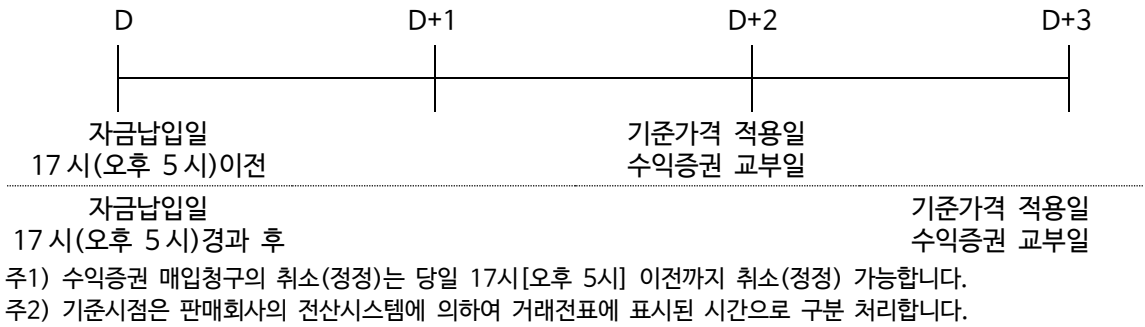 D D+1 D+2 D+3
자금납입일 기준가격 적용일
17시(오후 5시)이전 수익증권 교부일
자금납입일 기준가격 적용일
17시(오후 5시)경과 후 수익증권 교부일
주1) 수익증권 매입청구의 취소(정정)는 당일 17시[오후 5시] 이전까지 취소(정정) 가능합니다.
주2) 기준시점은 판매회사의 전산시스템에 의하여 거래전표에 표시된 시간으로 구분 처리합니다.